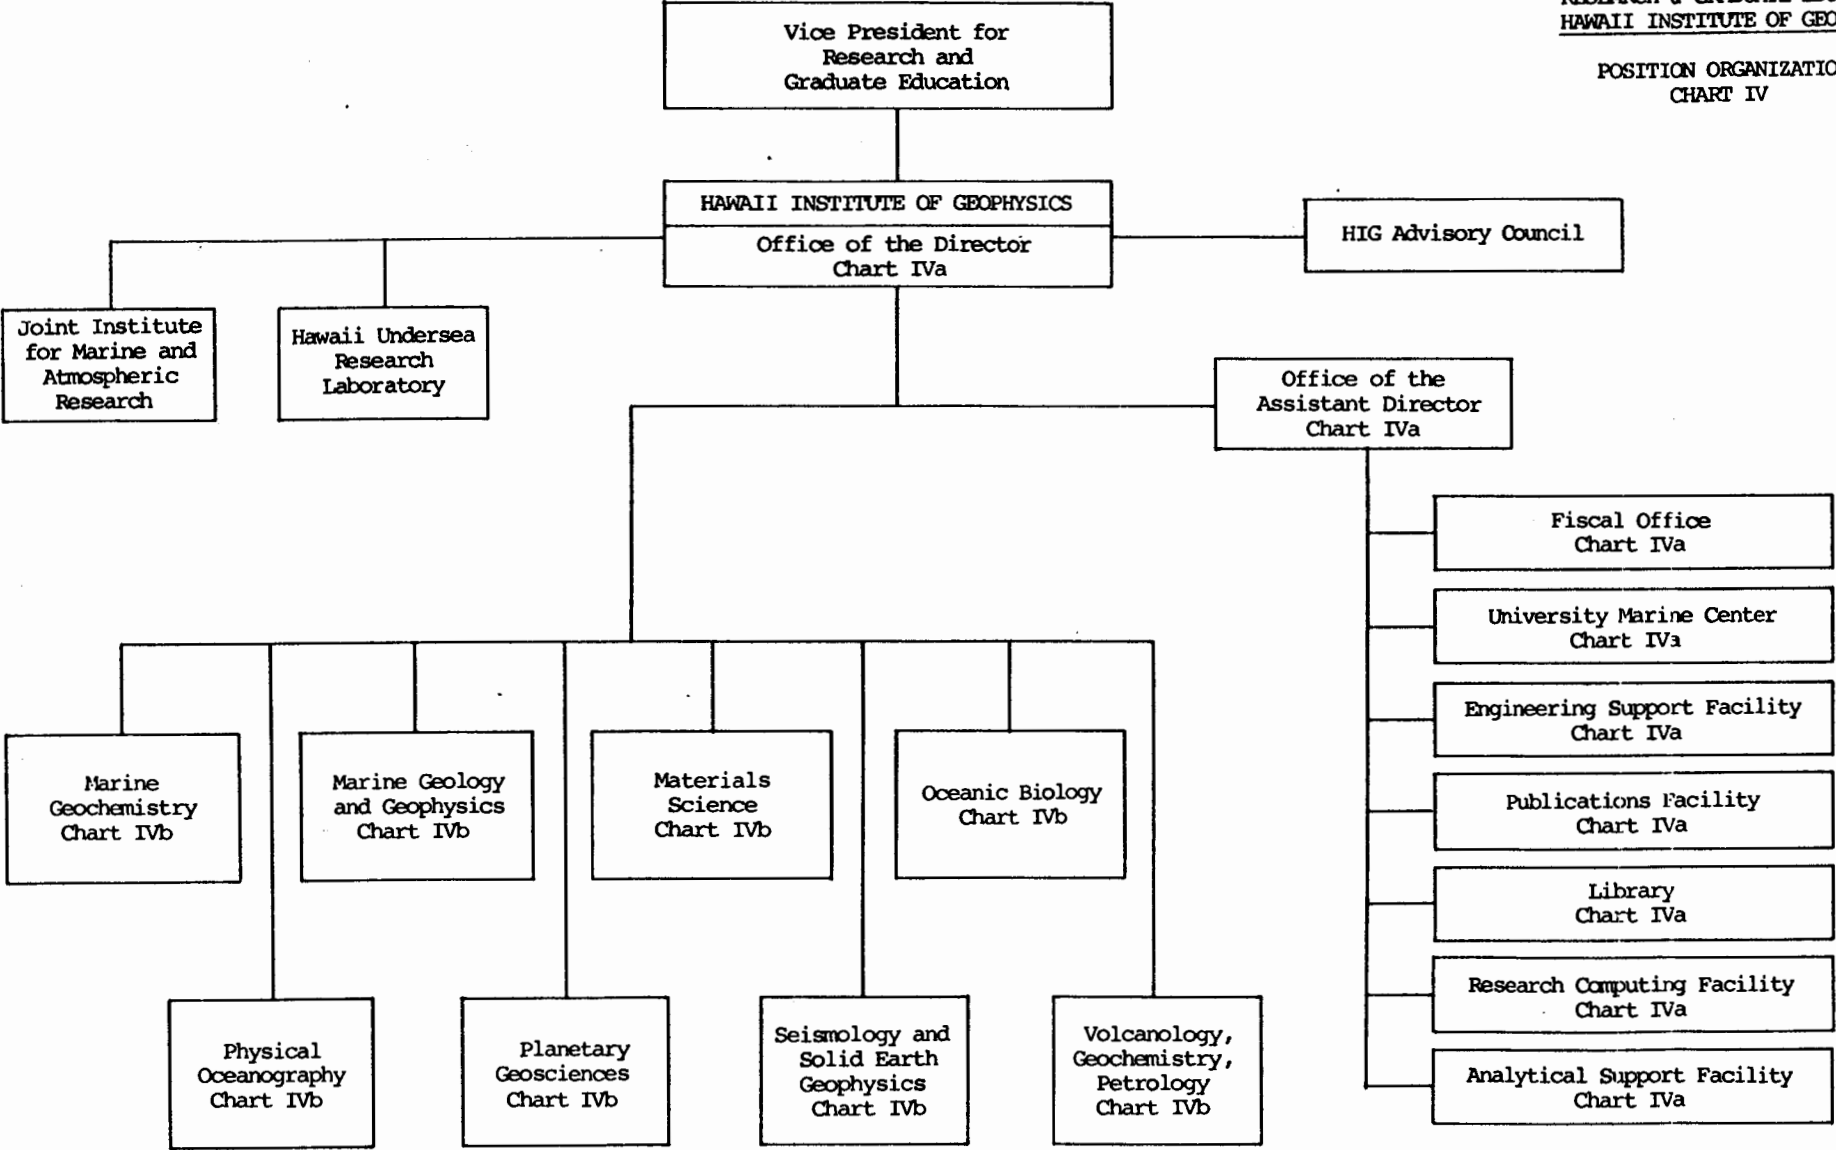 HAWAII INSTITUTE OF
POSITION
CHART IV
Vice President for
Research and
Graduate Education
HAWAII INSTITUTE OF GEOPHYSICS
Office of the Director
Chart IVa
HIG Advisory Council
Joint Institute
for Marine and
Atmospheric
Research
Hawaii Undersea
Research
Laboratory
Office of the
Assistant Director
Chart IVa
Fiscal Office
Chart IVa
University Marine Center
Chart IVa
Engineering Support Facility
Chart IVa
Publications Facility
Chart IVa
Library
Chart IVa
Research Computing Facility
Chart IVa
Analytical Support Facility
Chart IVa
Marine
Geochemistry
Chart IVb
Marine Geology
and Geophysics
Chart IVb
Materials
Science
Chart IVb
Oceanic Biology
Chart IVb
Physical
Oceanography
Chart IVb
Planetary
Geosciences
Chart IVb
Seismology and
Solid Earth
Geophysics
Chart IVb
Volcanology,
Geochemistry,
Petrology
Chart IVb